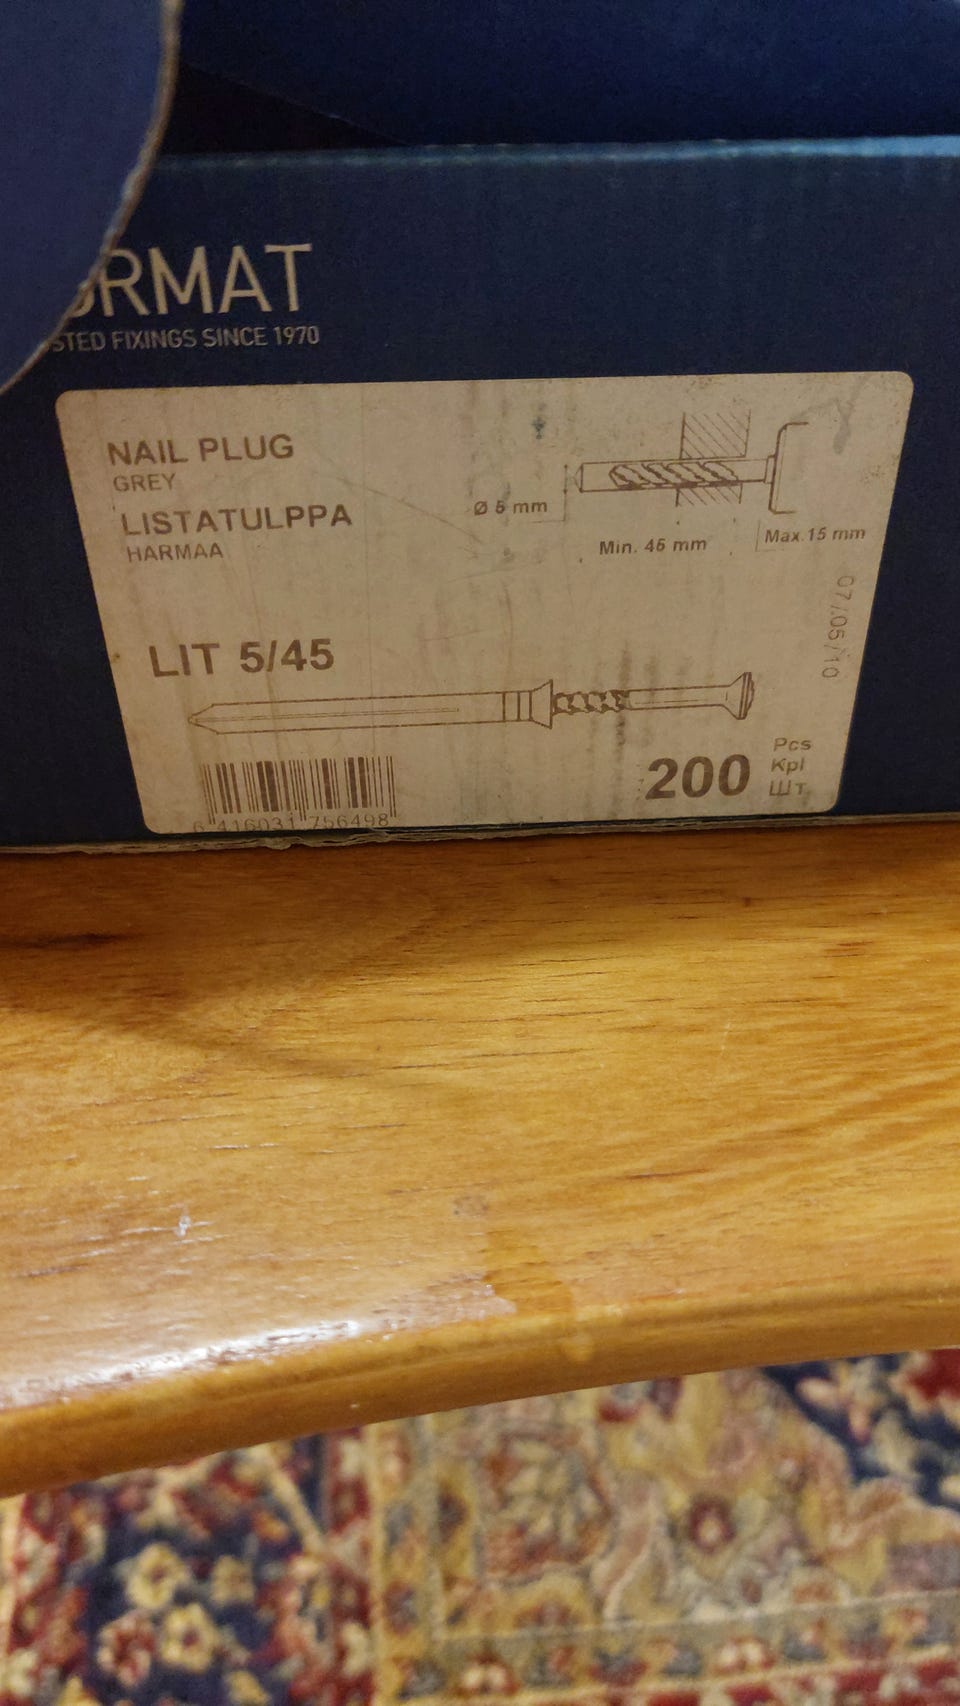 RMAT
STED FIXINGS SINCE 1970
NAIL PLUG
GREY
LISTATULPPA
HARMAA
Ø 5 mm
Min. 45 mm
Max.15 mm
07/05/10
LIT 5/45
200
Pcs
Kpl
Шт
6 416031 756498